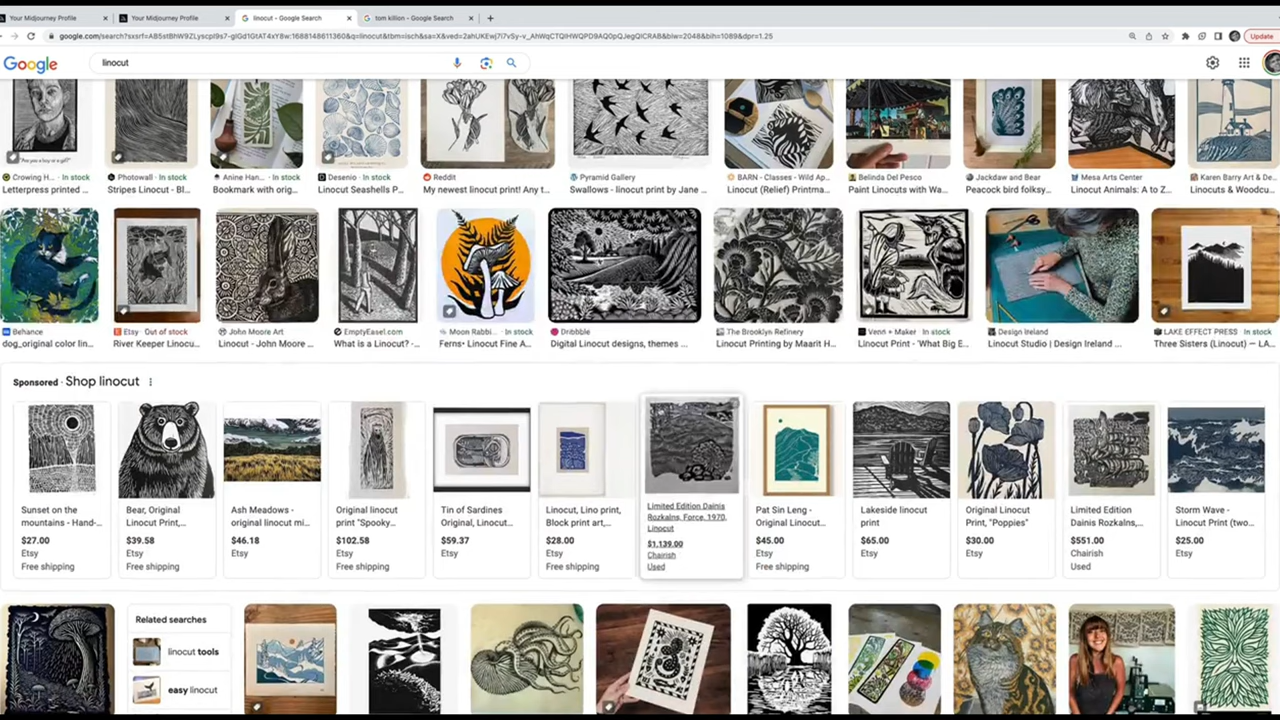 Your Midjourney Profile
Your Midjourney Profile
linocut - Google Search
tom killion - Google Search
Update
Google
linocut
"Are you a boy or a girl?"
Crowing H... · In stock
Letterpress printed ...
Photowall · In stock
Stripes Linocut - Bl...
Anine Han... · In stock
Bookmark with orig...
Desenio · In stock
Linocut Seashells P...
Reddit
My newest linocut print! Any t...
Pyramid Gallery
Swallows - linocut print by Jane ...
BARN - Classes - Wild Ap...
Linocut (Relief) Printma...
Belinda Del Pesco
Paint Linocuts with Wa...
Jackdaw and Bear
Peacock bird folksy...
Mesa Arts Center
Linocut Animals: A to Z...
Karen Barry Art & De...
Linocuts & Woodcu...
Behance
dog_original color lin...
Etsy · Out of stock
River Keeper Linocu...
John Moore Art
Linocut - John Moore ...
EmptyEasel.com
What is a Linocut? -...
Moon Rabbi... · In stock
Ferns• Linocut Fine A...
Dribbble
Digital Linocut designs, themes ...
The Brooklyn Refinery
Linocut Printing by Maarit H...
Venn + Maker · In stock
Linocut Print - 'What Big E...
Design Ireland
Linocut Studio | Design Ireland ...
LAKE EFFECT PRESS · In stock
Three Sisters (Linocut) — LA...
Sponsored · Shop linocut
Sunset on the
mountains - Hand-...
$27.00
Etsy
Free shipping
Bear, Original
Linocut Print,...
$39.58
Etsy
Free shipping
Ash Meadows -
original linocut mi...
$46.18
Etsy
Original linocut
print "Spooky...
$102.58
Etsy
Free shipping
Tin of Sardines
Original, Linocut...
$59.37
Etsy
Linocut, Lino print,
Block print art,...
$28.00
Etsy
Free shipping
Limited Edition Dainis
Rozkalns, Force, 1970,
Linocut
$1,139.00
Chairish
Used
Pat Sin Leng -
Original Linocut...
$45.00
Etsy
Free shipping
Lakeside linocut
print
$65.00
Etsy
Original Linocut
Print, "Poppies"
$30.00
Etsy
Limited Edition
Dainis Rozkalns,...
$551.00
Chairish
Used
Storm Wave -
Linocut Print (two...
$25.00
Etsy
Free shipping
Related searches
linocut tools
easy linocut